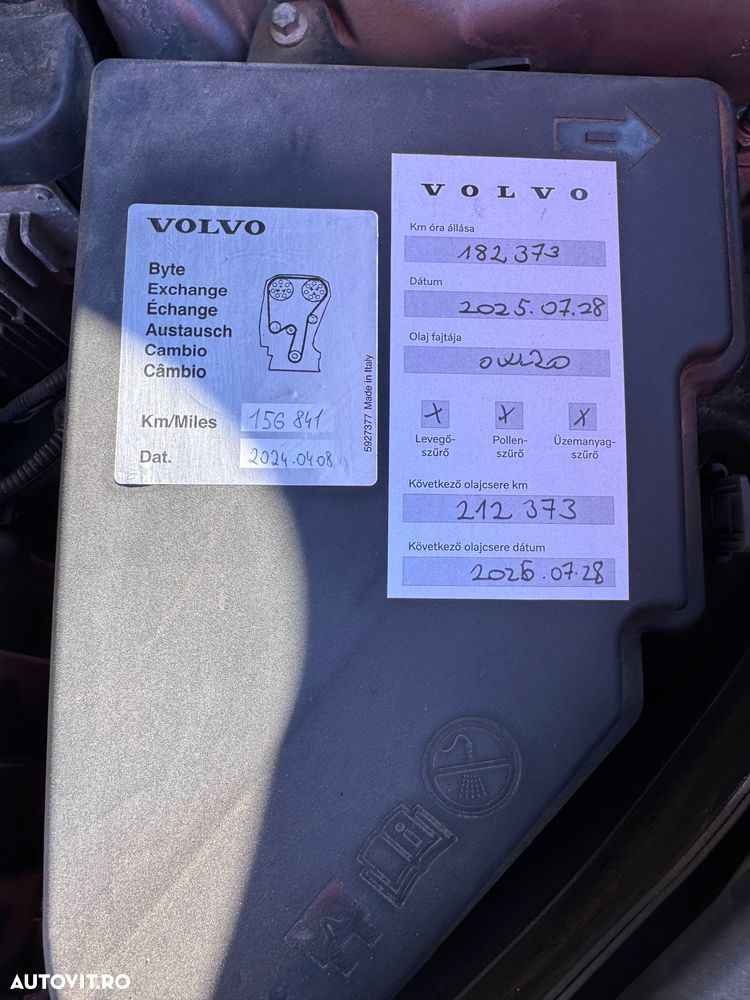 VOLVO
Byte
Exchange
Échange
Austausch
Cambio
Câmbio
Km/Miles 156 841
Dat. 2024.04.08
5927377 Made in Italy
VOLVO
Km óra állása
182 373
Dátum
2025.07.28
Olaj fajtája
0W20
X X X
Levegő-szűrő Pollen-szűrő Üzemanyag-szűrő
Következő olajcsere km
212 373
Következő olajcsere dátum
2026.07.28
AUTOVIT.RO